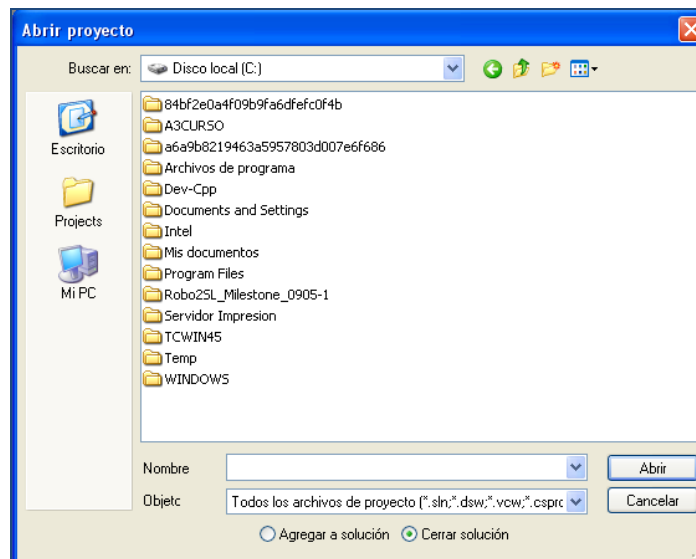 Abrir proyecto
Buscar en: Disco local (C:)
Escritorio
Projects
Mi PC
84bf2e0a4f09b9fa6dfefc0f4b
A3CURSO
a6a9b8219463a5957803d007e6f686
Archivos de programa
Dev-Cpp
Documents and Settings
Intel
Mis documentos
Program Files
Robo2SL_Milestone_0905-1
Servidor Impresion
TCWIN45
Temp
WINDOWS
Nombre Abrir
Objetc Todos los archivos de proyecto (*.sln;*.dsw;*.vcw;*.cspro Cancelar
Agregar a solución Cerrar solución